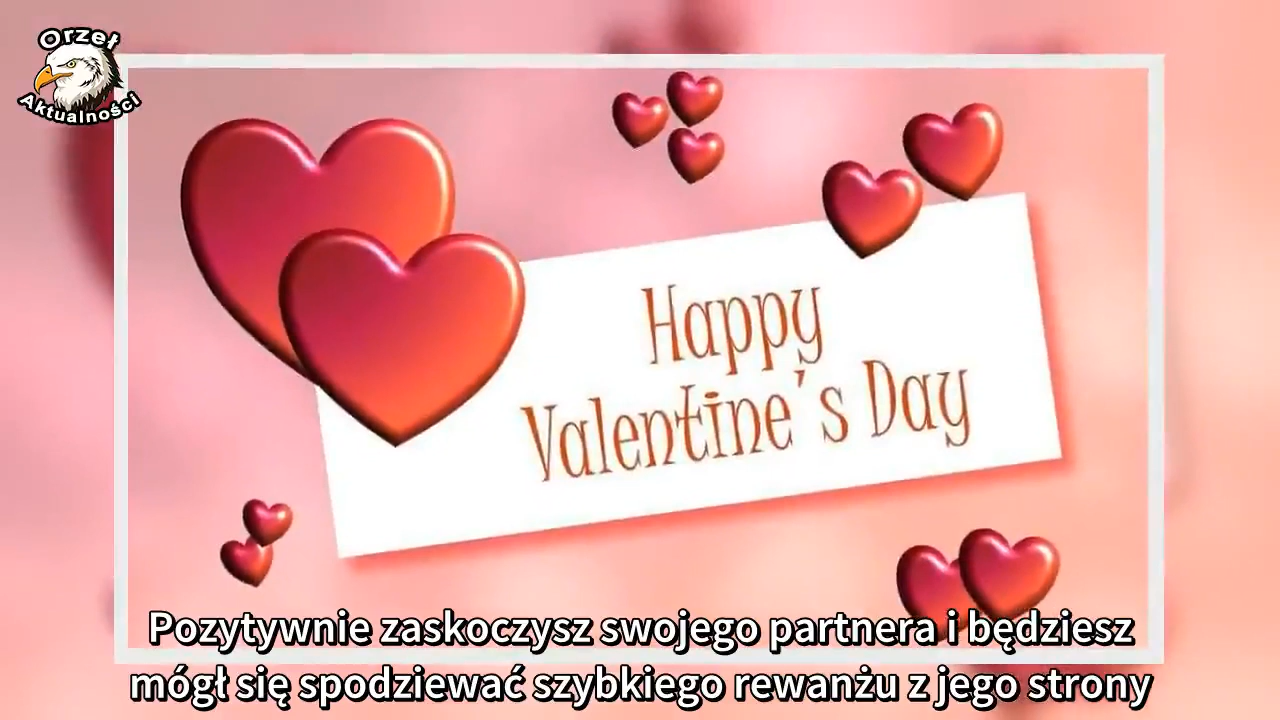 Orzeł
Aktualności
Happy
Valentine's Day
Pozytywnie zaskoczysz swojego partnera i będziesz
mógł się spodziewać szybkiego rewanżu z jego strony